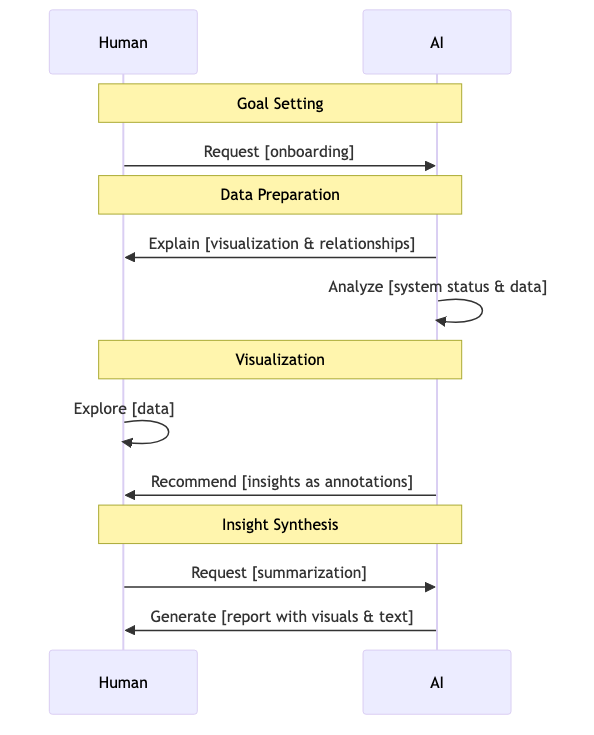 Human
AI
Goal Setting
Request [onboarding]
Data Preparation
Explain [visualization & relationships]
Analyze [system status & data]
Visualization
Explore [data]
Recommend [insights as annotations]
Insight Synthesis
Request [summarization]
Generate [report with visuals & text]
Human
AI